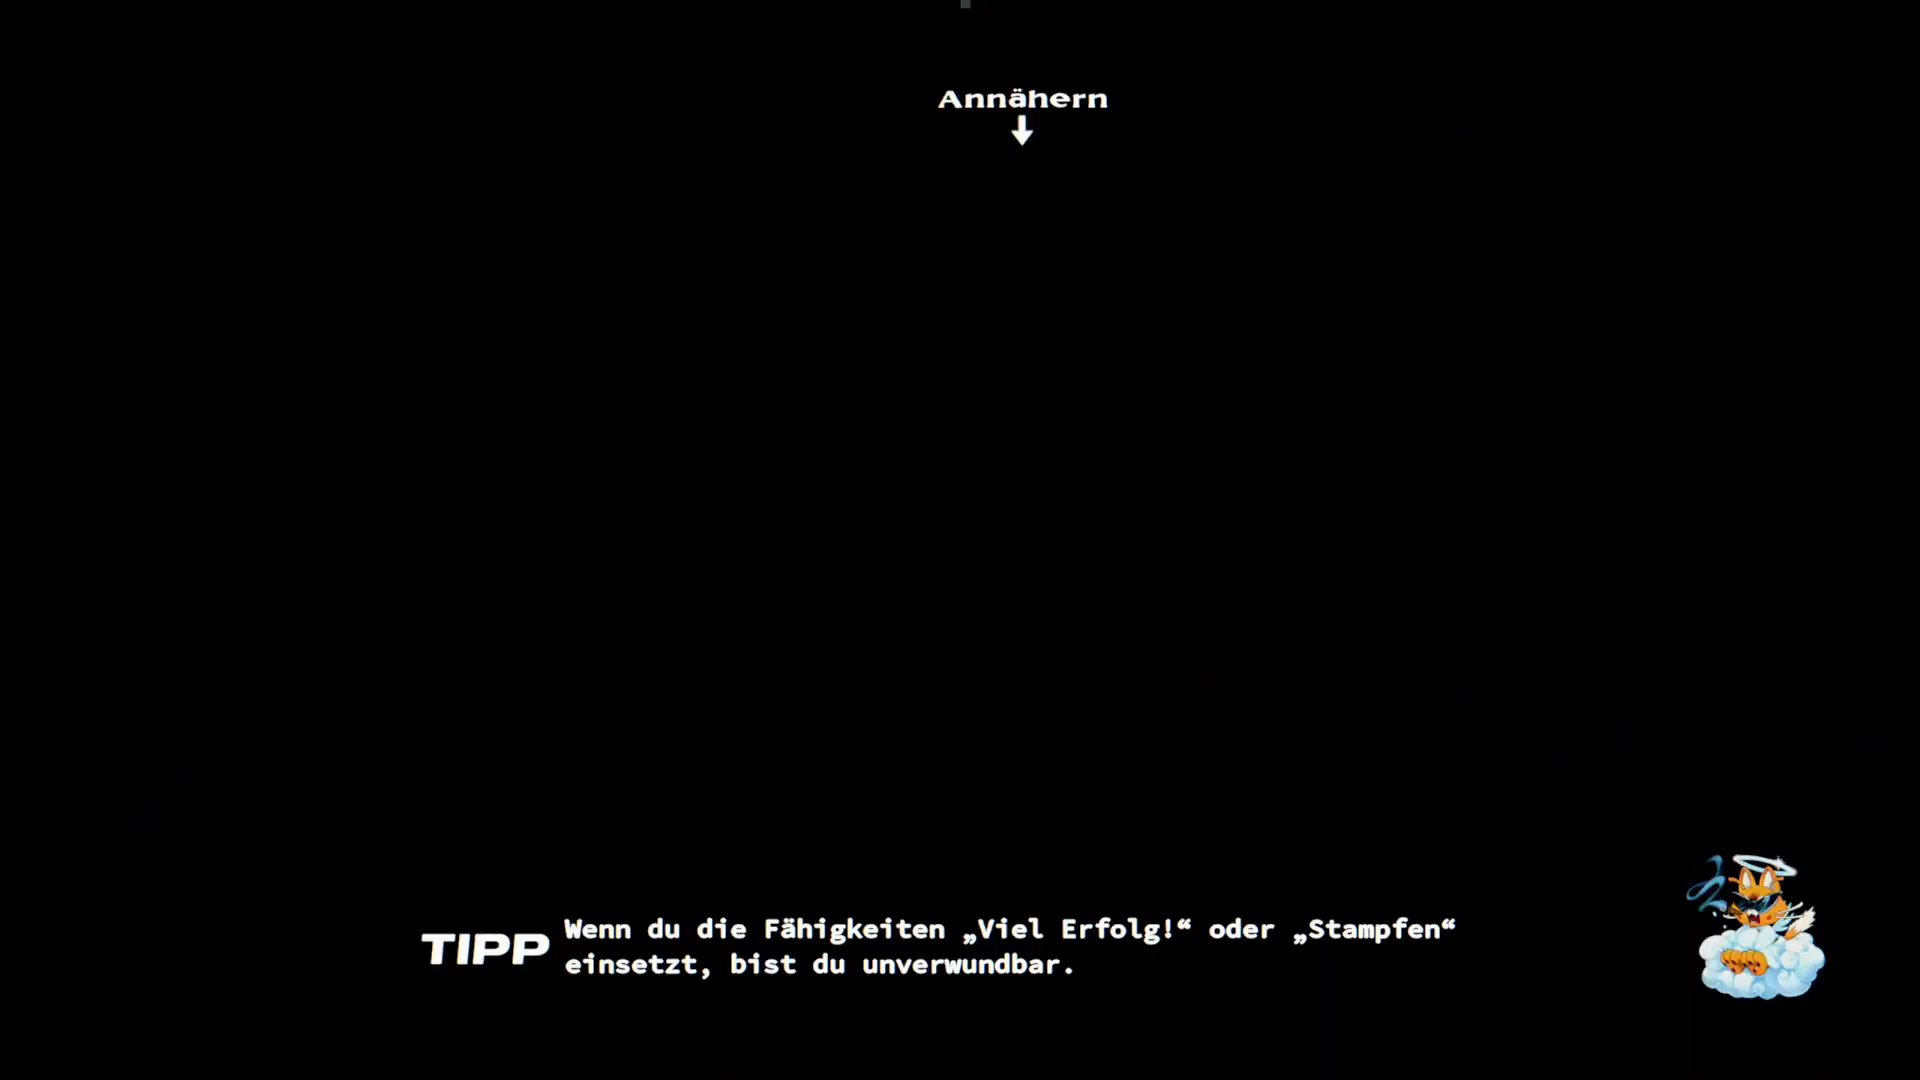 Annähern
TIPP
Wenn du die Fähigkeiten „Viel Erfolg!“ oder „Stampfen“
einsetzt, bist du unverwundbar.